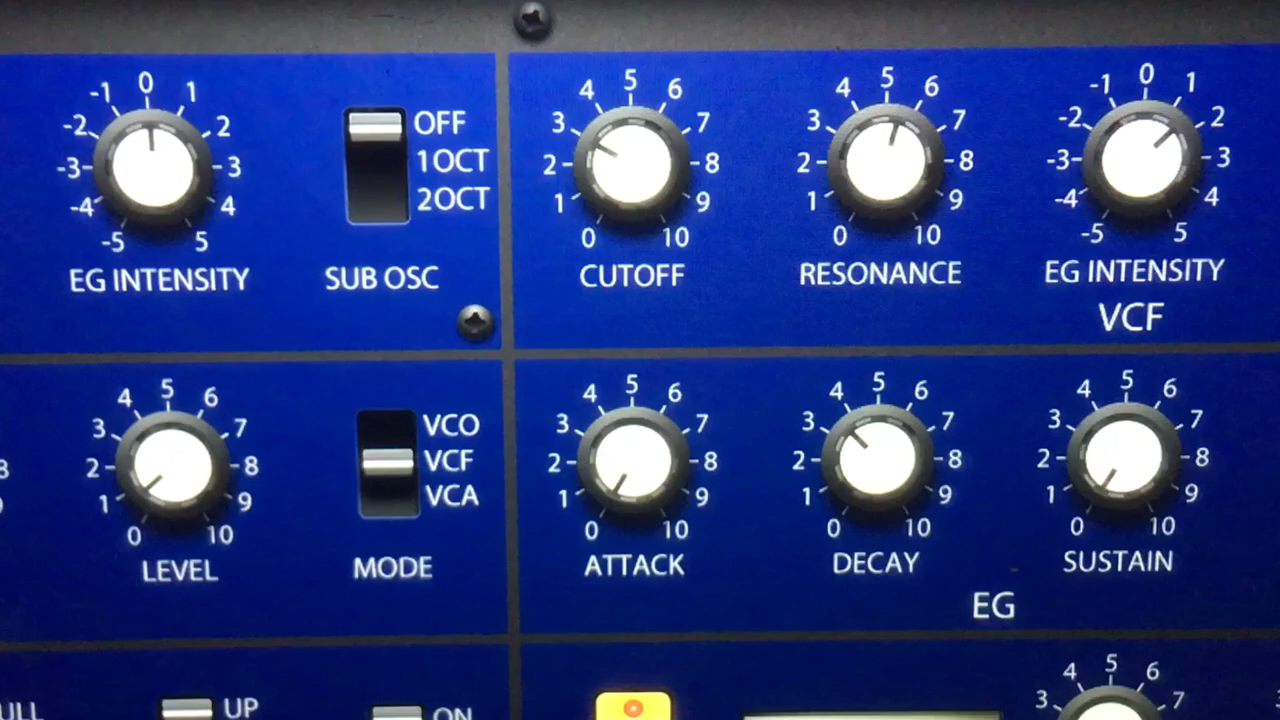 0
-1 1
-2 2
-3 3
-4 4
-5 5
EG INTENSITY
OFF
1OCT
2OCT
SUB OSC
5
4 6
3 7
2 8
1 9
0 10
CUTOFF
5
4 6
3 7
2 8
1 9
0 10
RESONANCE
0
-1 1
-2 2
-3 3
-4 4
-5 5
EG INTENSITY
VCF
5
4 6
3 7
2 8
1 9
0 10
LEVEL
VCO
VCF
VCA
MODE
5
4 6
3 7
2 8
1 9
0 10
ATTACK
5
4 6
3 7
2 8
1 9
0 10
DECAY
5
4 6
3 7
2 8
1 9
0 10
SUSTAIN
EG
UP
ON
5
4 6
3 7